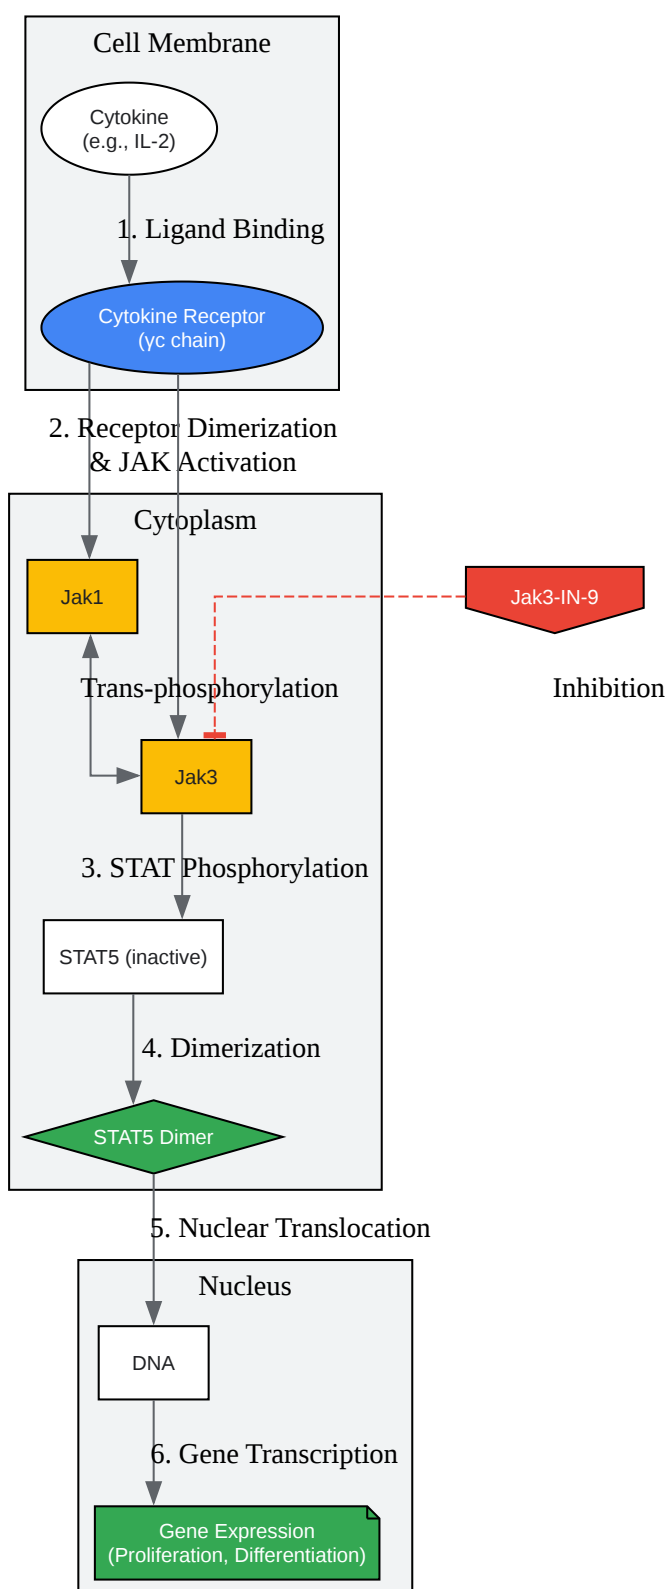 Cell Membrane
Cytokine
(e.g., IL-2)
1. Ligand Binding
Cytokine Receptor
(γc chain)
2. Receptor Dimerization
& JAK Activation
Cytoplasm
Jak1
Jak3-IN-9
Trans-phosphorylation
Inhibition
Jak3
3. STAT Phosphorylation
STAT5 (inactive)
4. Dimerization
STAT5 Dimer
5. Nuclear Translocation
Nucleus
DNA
6. Gene Transcription
Gene Expression
(Proliferation, Differentiation)